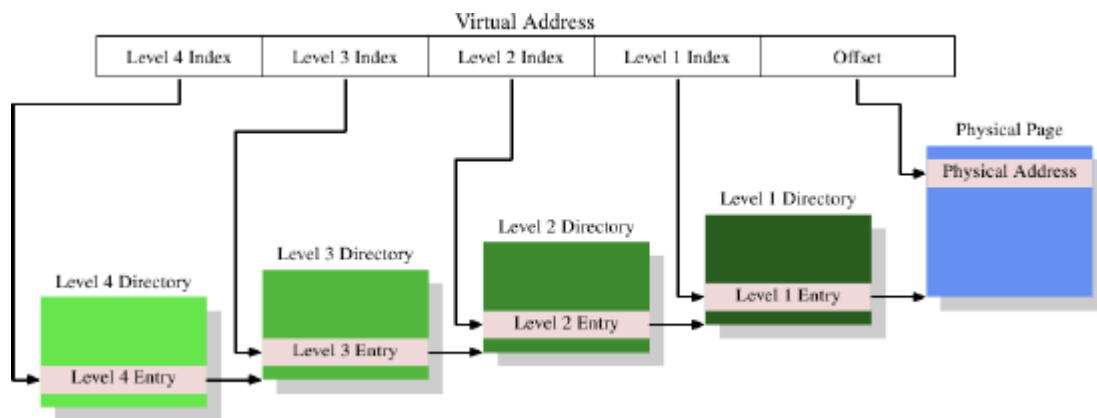 Virtual Address
Level 4 Index
Level 3 Index
Level 2 Index
Level 1 Index
Offset
Physical Page
Physical Address
Level 1 Directory
Level 1 Entry
Level 2 Directory
Level 2 Entry
Level 3 Directory
Level 3 Entry
Level 4 Directory
Level 4 Entry